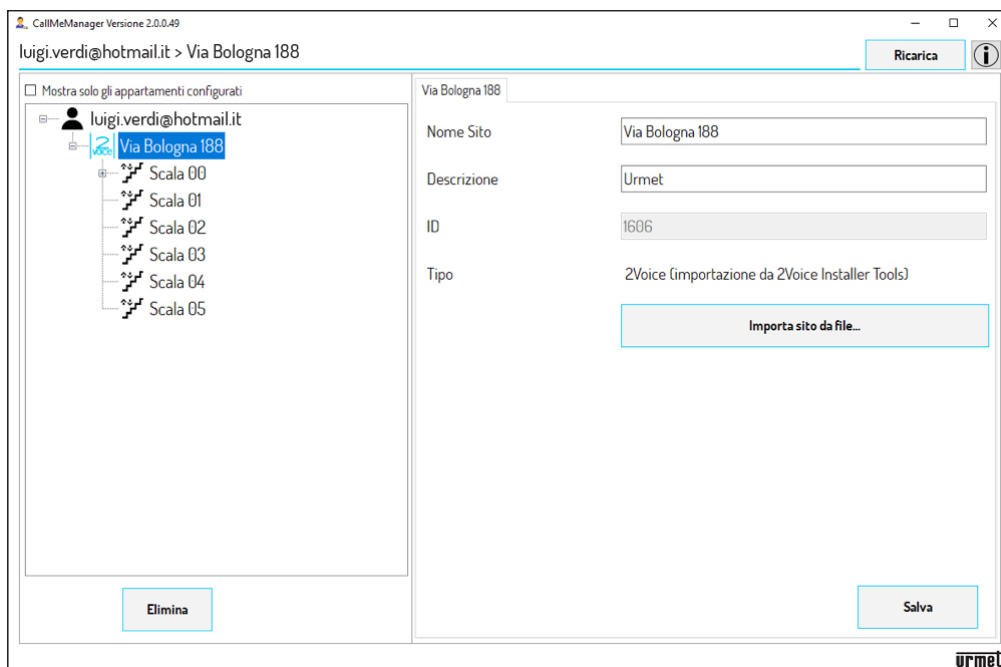 CallMeManager Versione 2.0.0.49
luigi.verdi@hotmail.it > Via Bologna 188
Ricarica
Mostra solo gli appartamenti configurati
luigi.verdi@hotmail.it
2 voice Via Bologna 188
Scala 00
Scala 01
Scala 02
Scala 03
Scala 04
Scala 05
Elimina
Via Bologna 188
Nome Sito Via Bologna 188
Descrizione Urmet
ID 1606
Tipo 2Voice (importazione da 2Voice Installer Tools)
Importa sito da file...
Salva
urmet